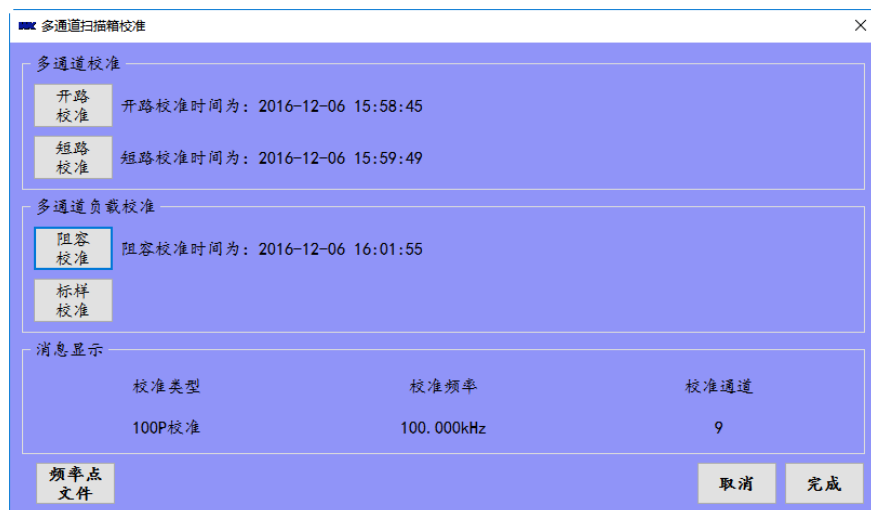 多通道扫描箱校准
多通道校准
开路
校准
开路校准时间为: 2016-12-06 15:58:45
短路
校准
短路校准时间为: 2016-12-06 15:59:49
多通道负载校准
阻容
校准
阻容校准时间为: 2016-12-06 16:01:55
标样
校准
消息显示
校准类型 校准频率 校准通道
100P校准 100.000kHz 9
频率点
文件
取消 完成